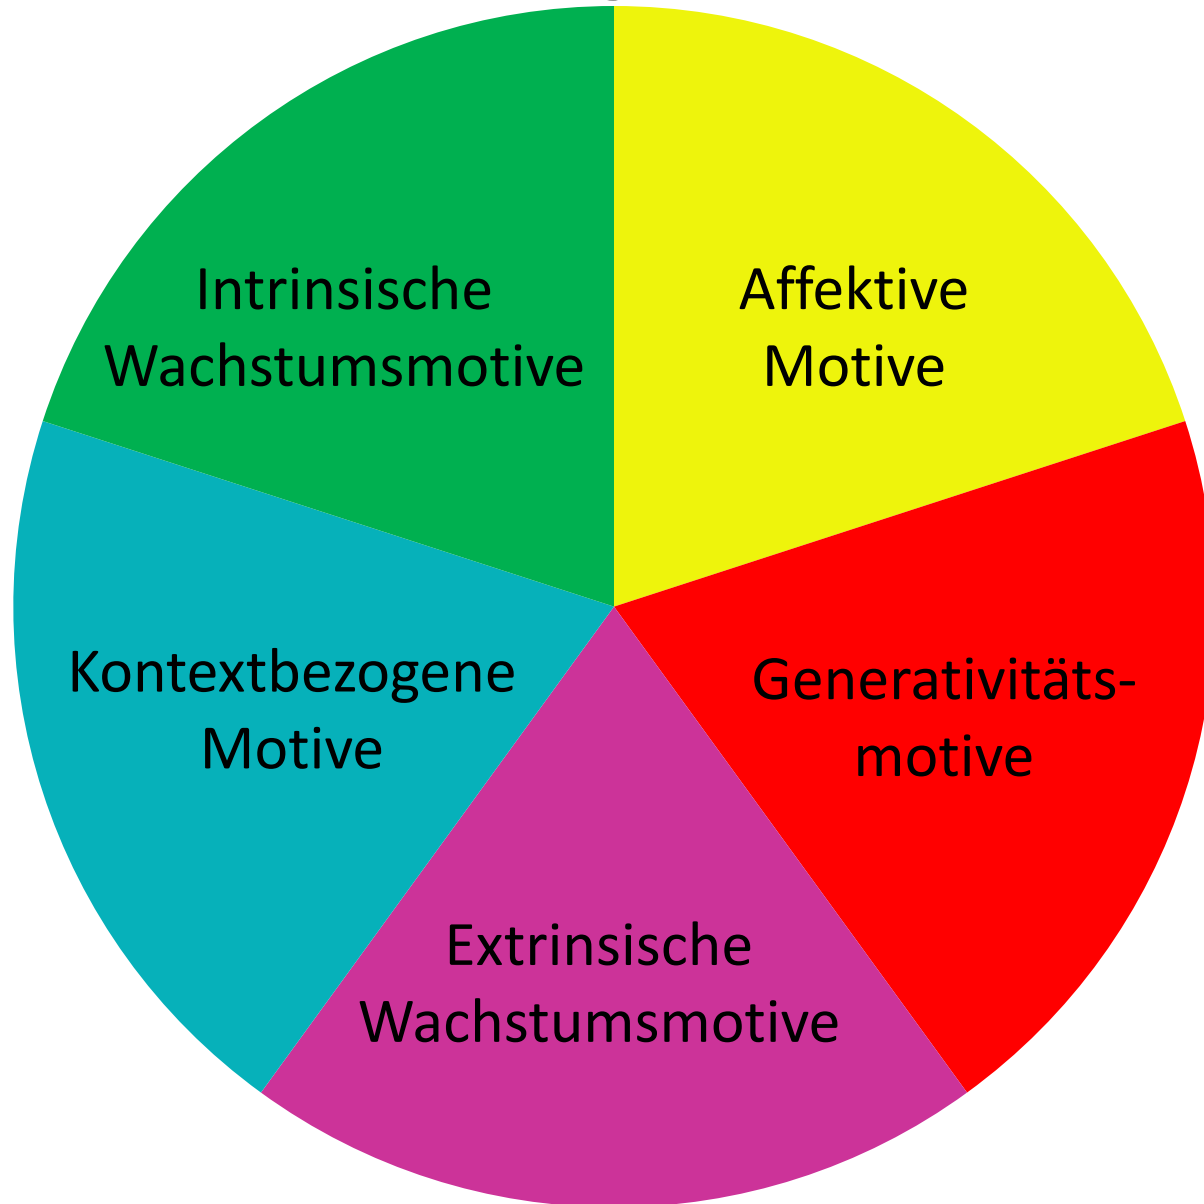 Intrinsische
Wachstumsmotive
Affektive
Motive
Kontextbezogene
Motive
Generativitäts-
motive
Extrinsische
Wachstumsmotive